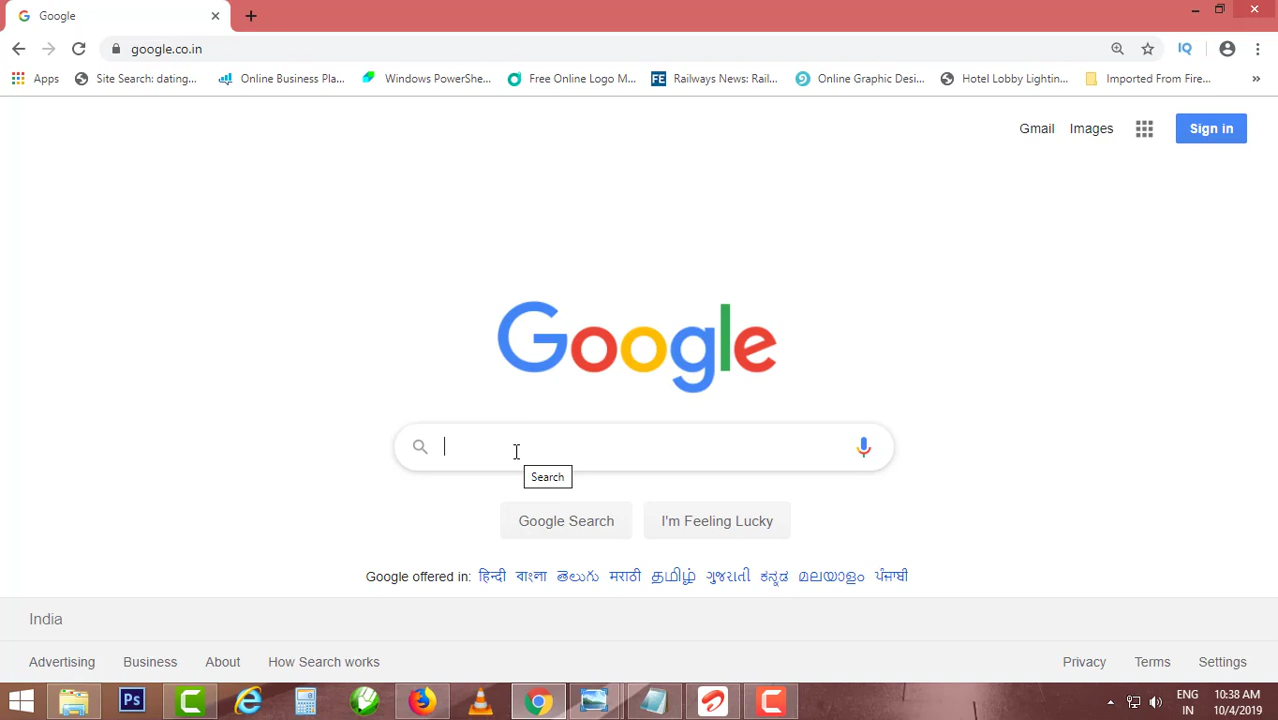 Google
google.co.in
Apps Site Search: dating... Online Business Pla... Windows PowerShe... Free Online Logo M... FE Railways News: Rail... Online Graphic Desi... Hotel Lobby Lightin... Imported From Fire... »
Gmail Images Sign in
Google
Search
Google Search I'm Feeling Lucky
Google offered in: हिन्दी বাংলা తెలుగు मराठी தமிழ் ગુજરાતી ಕನ್ನಡ മലയാളം ਪੰਜਾਬੀ
India
Advertising Business About How Search works Privacy Terms Settings
Ps ENG 10:38 AM
IN 10/4/2019